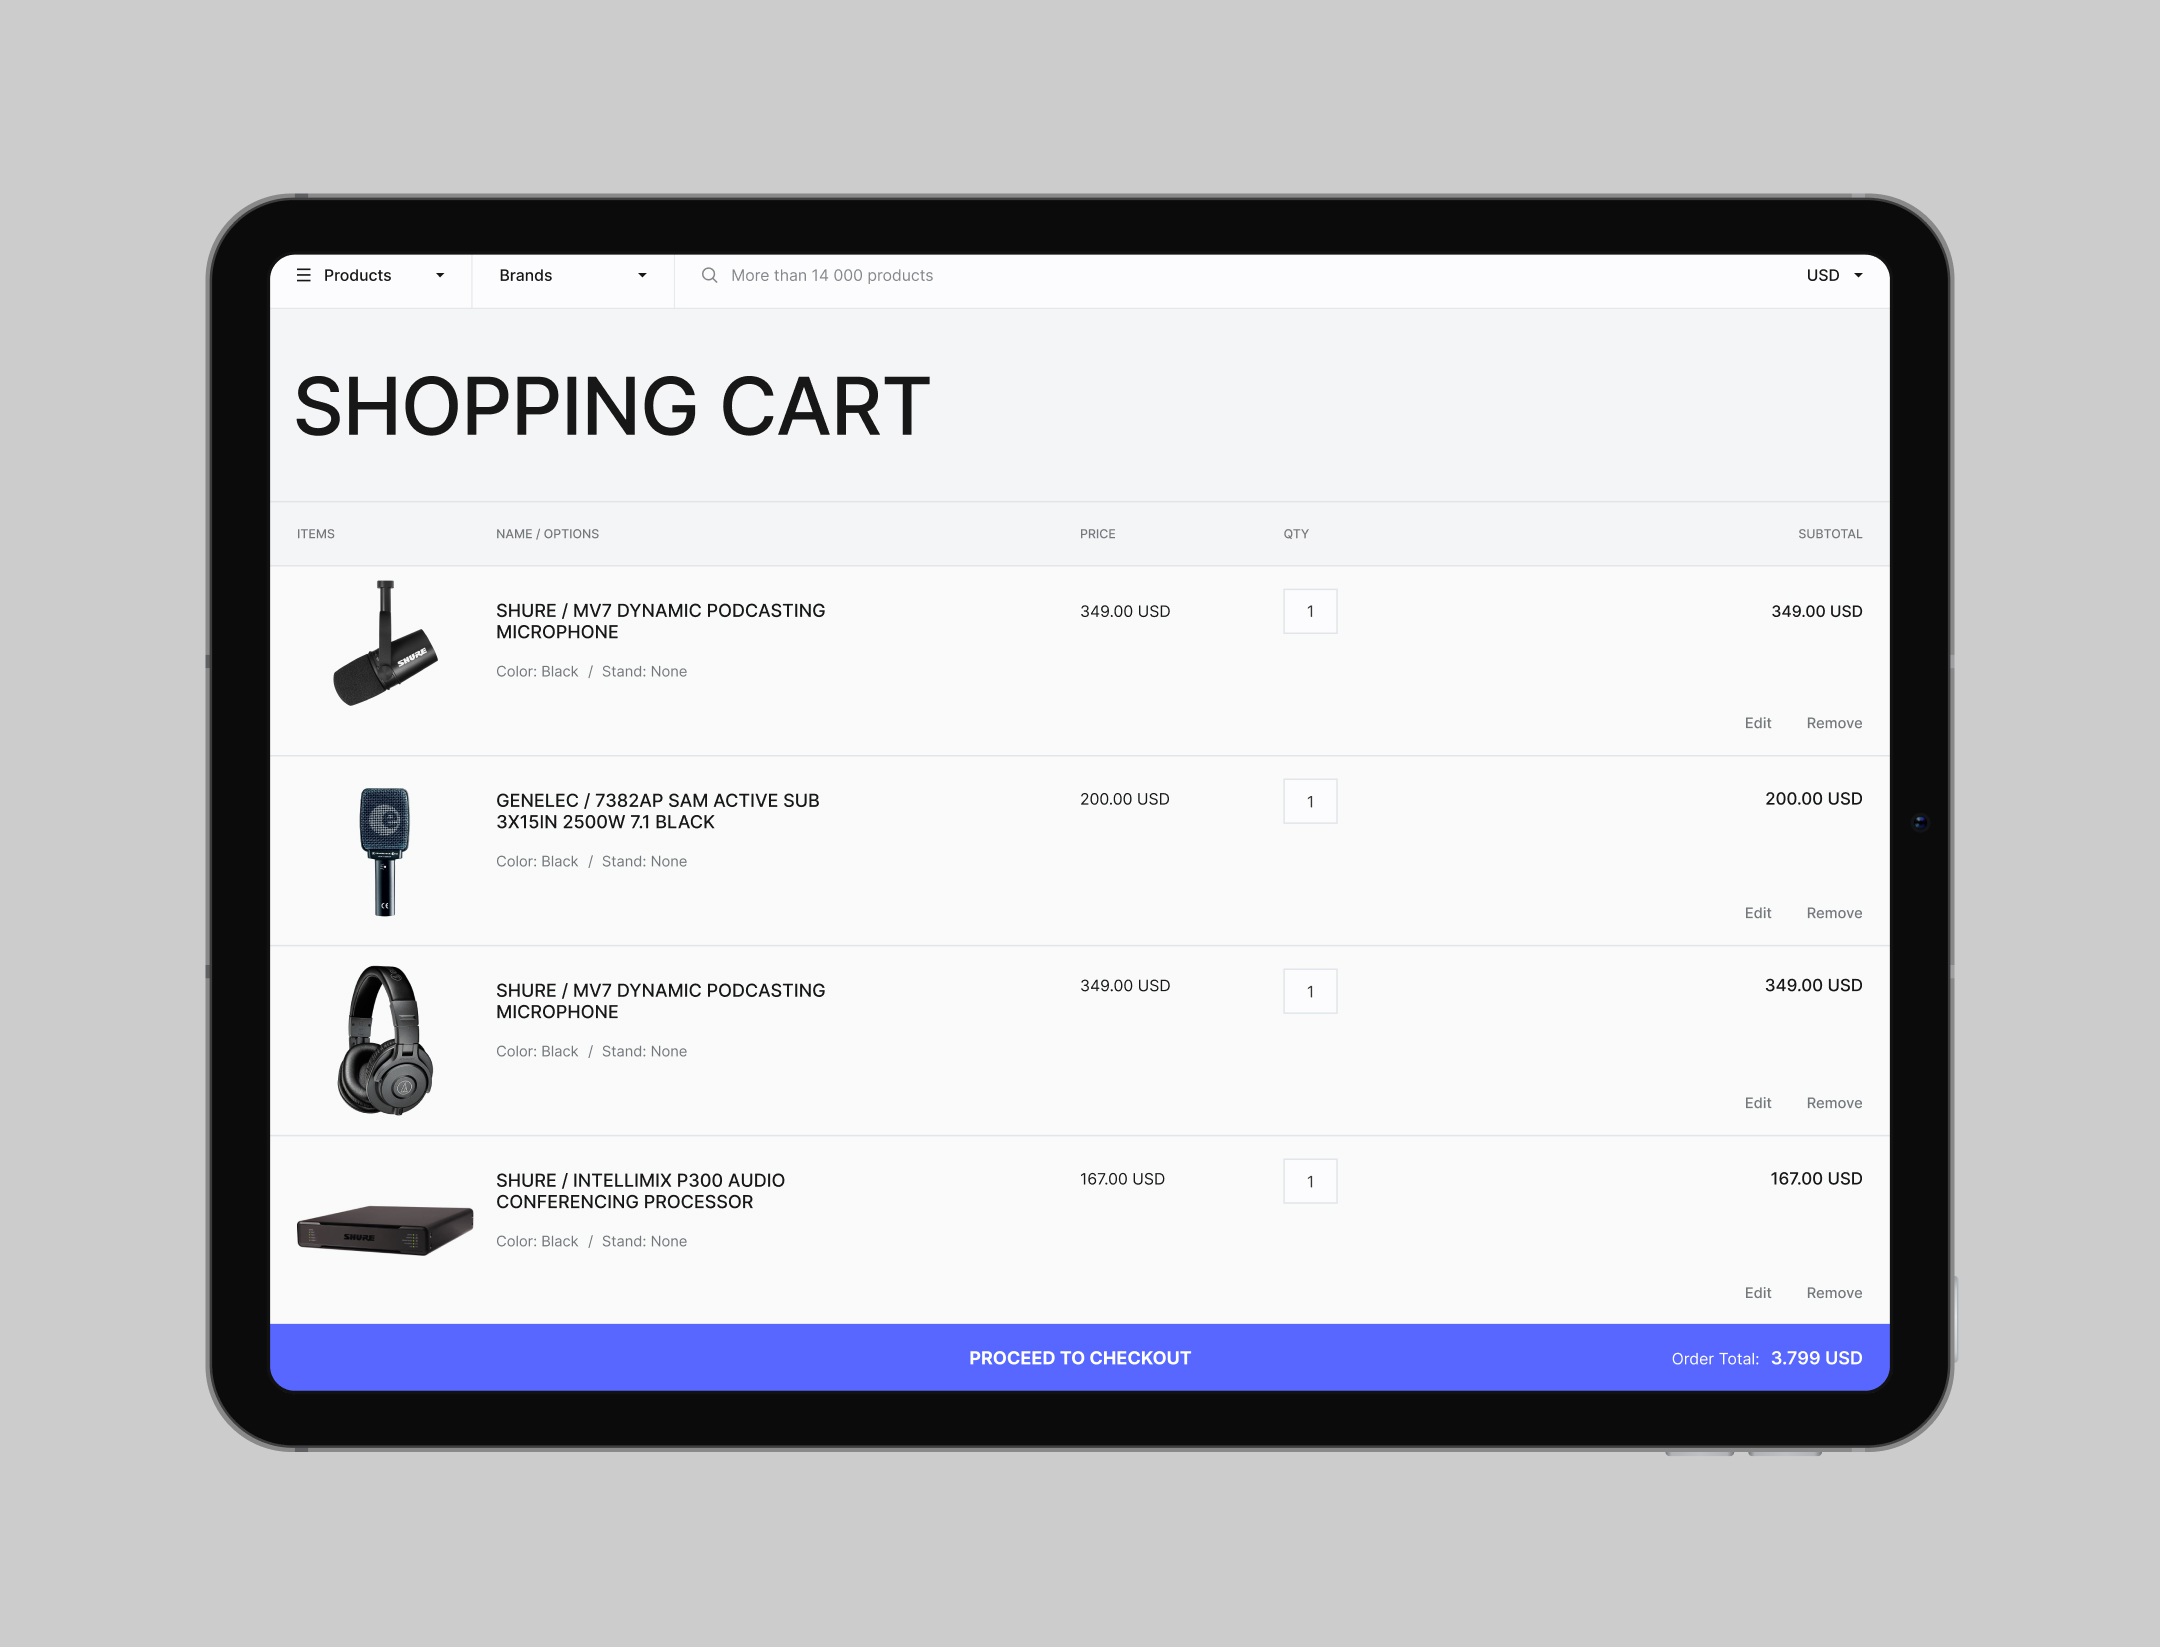 Products
Brands
More than 14 000 products
USD
SHOPPING CART
ITEMS
NAME / OPTIONS
PRICE
QTY
SUBTOTAL
SHURE
SHURE / MV7 DYNAMIC PODCASTING
MICROPHONE
Color: Black / Stand: None
349.00 USD
1
349.00 USD
Edit
Remove
GENELEC / 7382AP SAM ACTIVE SUB
3X15IN 2500W 7.1 BLACK
Color: Black / Stand: None
200.00 USD
1
200.00 USD
Edit
Remove
SHURE / MV7 DYNAMIC PODCASTING
MICROPHONE
Color: Black / Stand: None
349.00 USD
1
349.00 USD
Edit
Remove
SHURE
SHURE / INTELLIMIX P300 AUDIO
CONFERENCING PROCESSOR
Color: Black / Stand: None
167.00 USD
1
167.00 USD
Edit
Remove
PROCEED TO CHECKOUT
Order Total: 3.799 USD